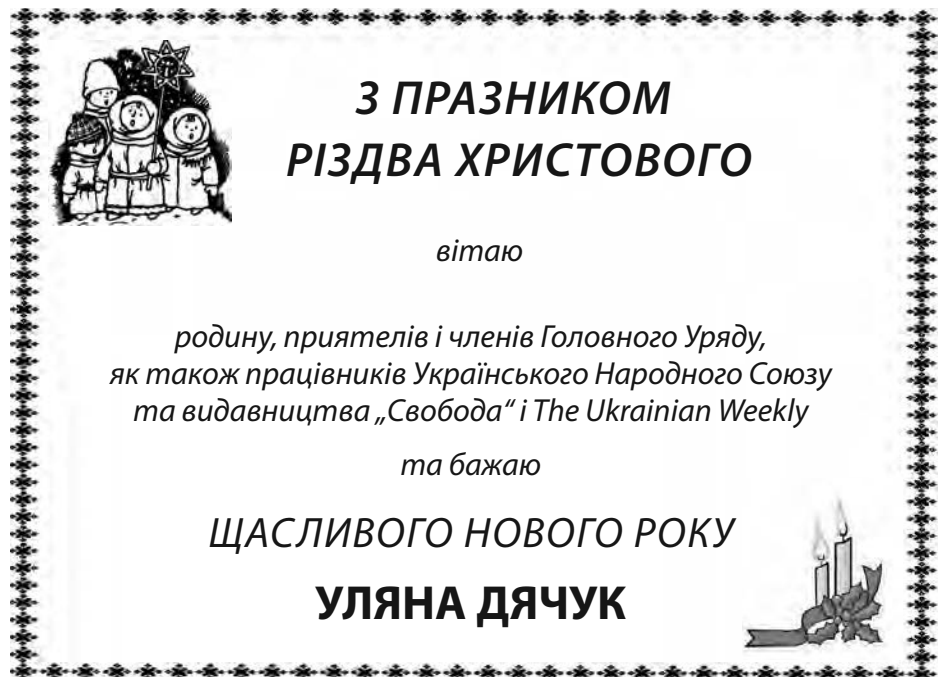 З ПРАЗНИКОМ
РІЗДВА ХРИСТОВОГО
вітаю
родину, приятелів і членів Головного Уряду,
як також працівників Українського Народного Союзу
та видавництва „Свобода“ і The Ukrainian Weekly
та бажаю
ЩАСЛИВОГО НОВОГО РОКУ
УЛЯНА ДЯЧУК